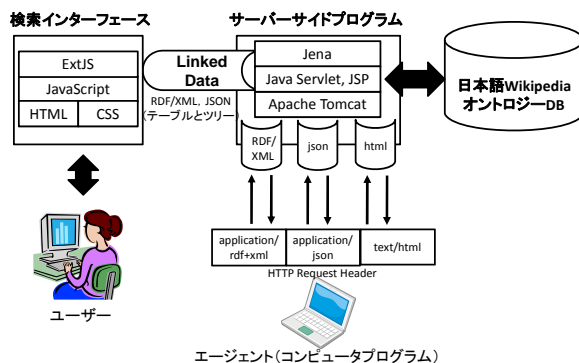 検索インターフェース
ExtJS
JavaScript
HTML
CSS
Linked
Data
RDF/XML, JSON
(テーブルとツリー)
サーバーサイドプログラム
Jena
Java Servlet, JSP
Apache Tomcat
RDF/
XML
json
html
日本語Wikipedia
オントロジーDB
application/
rdf+xml
application/
json
text/html
HTTP Request Header
ユーザー
エージェント(コンピュータプログラム)